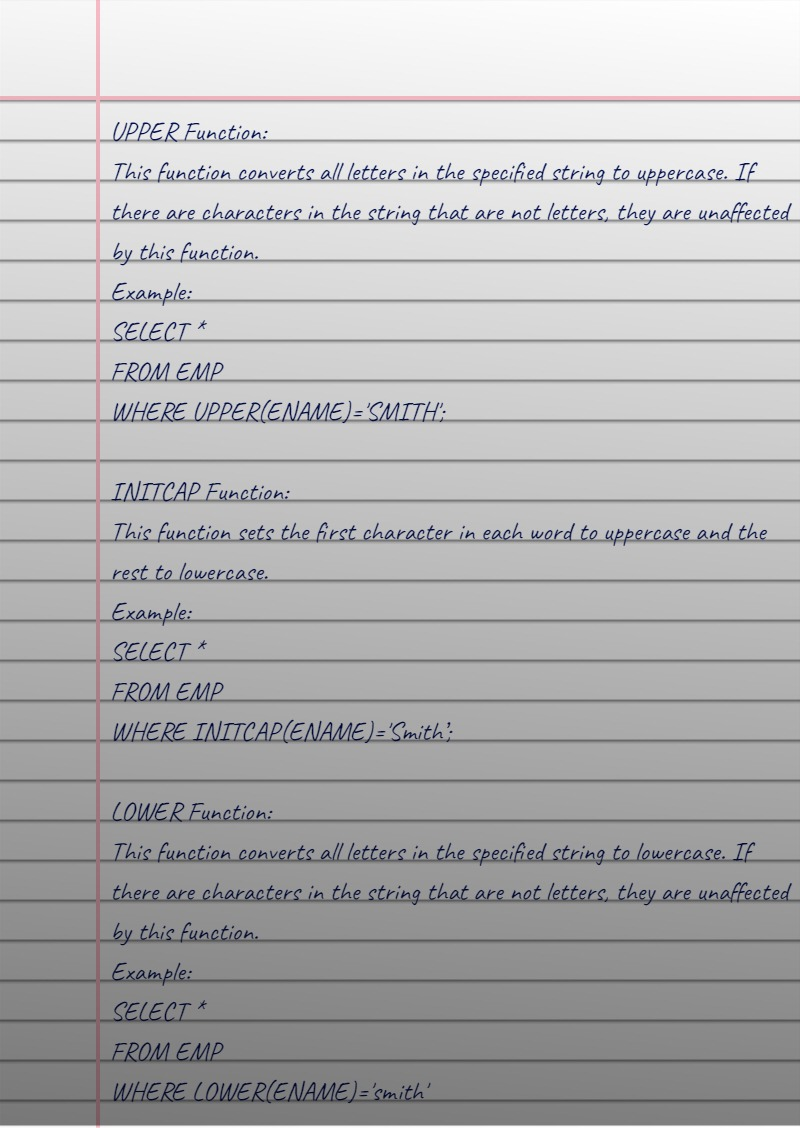 UPPER Function:
This function converts all letters in the specified string to uppercase. If
there are characters in the string that are not letters, they are unaffected
by this function.
Example:
SELECT *
FROM EMP
WHERE UPPER(ENAME)='SMITH';
INITCAP Function:
This function sets the first character in each word to uppercase and the
rest to lowercase.
Example:
SELECT *
FROM EMP
WHERE INITCAP(ENAME)='Smith’;
LOWER Function:
This function converts all letters in the specified string to lowercase. If
there are characters in the string that are not letters, they are unaffected
by this function.
Example:
SELECT *
FROM EMP
WHERE LOWER(ENAME)='smith'